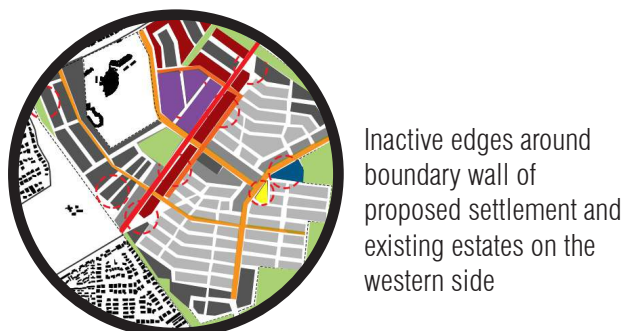 Inactive edges around
boundary wall of
proposed settlement and
existing estates on the
western side